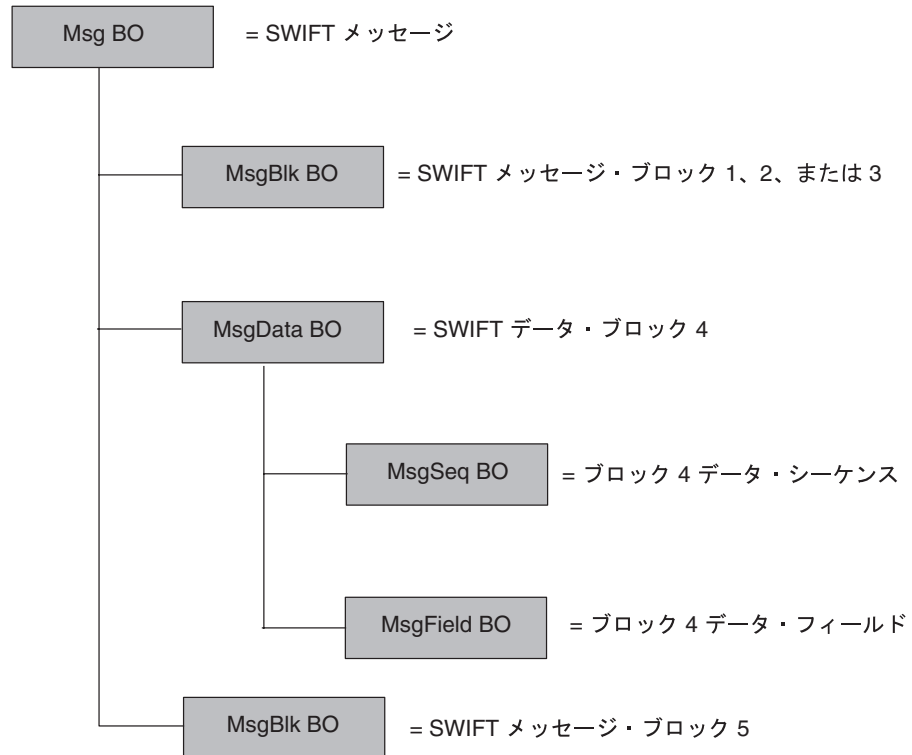 Msg BO = SWIFT メッセージ
MsgBlk BO = SWIFT メッセージ・ブロック 1、2、または 3
MsgData BO = SWIFT データ・ブロック 4
MsgSeq BO = ブロック 4 データ・シーケンス
MsgField BO = ブロック 4 データ・フィールド
MsgBlk BO = SWIFT メッセージ・ブロック 5